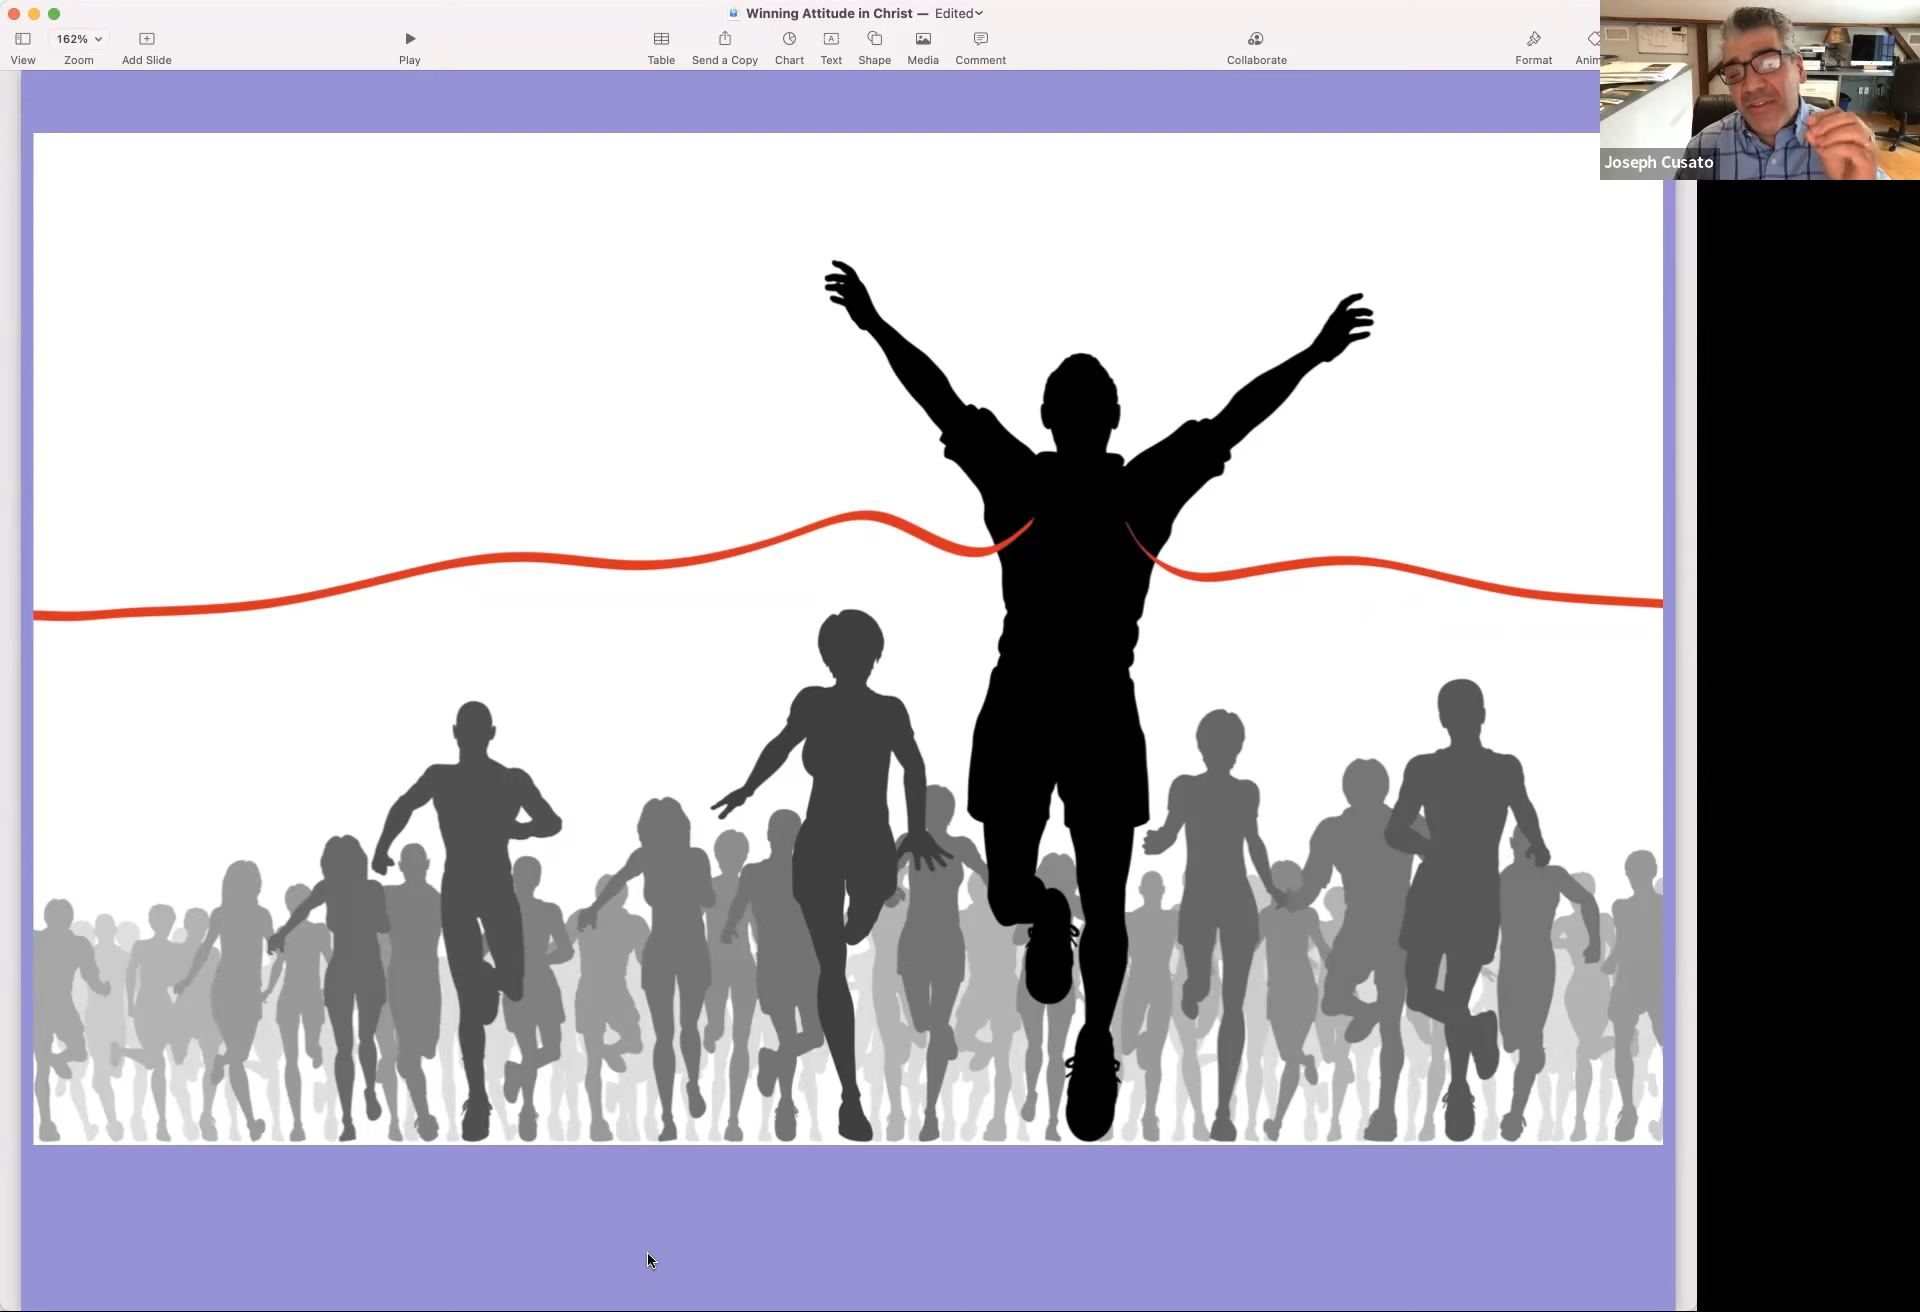 Winning Attitude in Christ — Edited
162%
View Zoom Add Slide Play Table Send a Copy Chart Text Shape Media Comment Collaborate Format Anim
Joseph Cusato